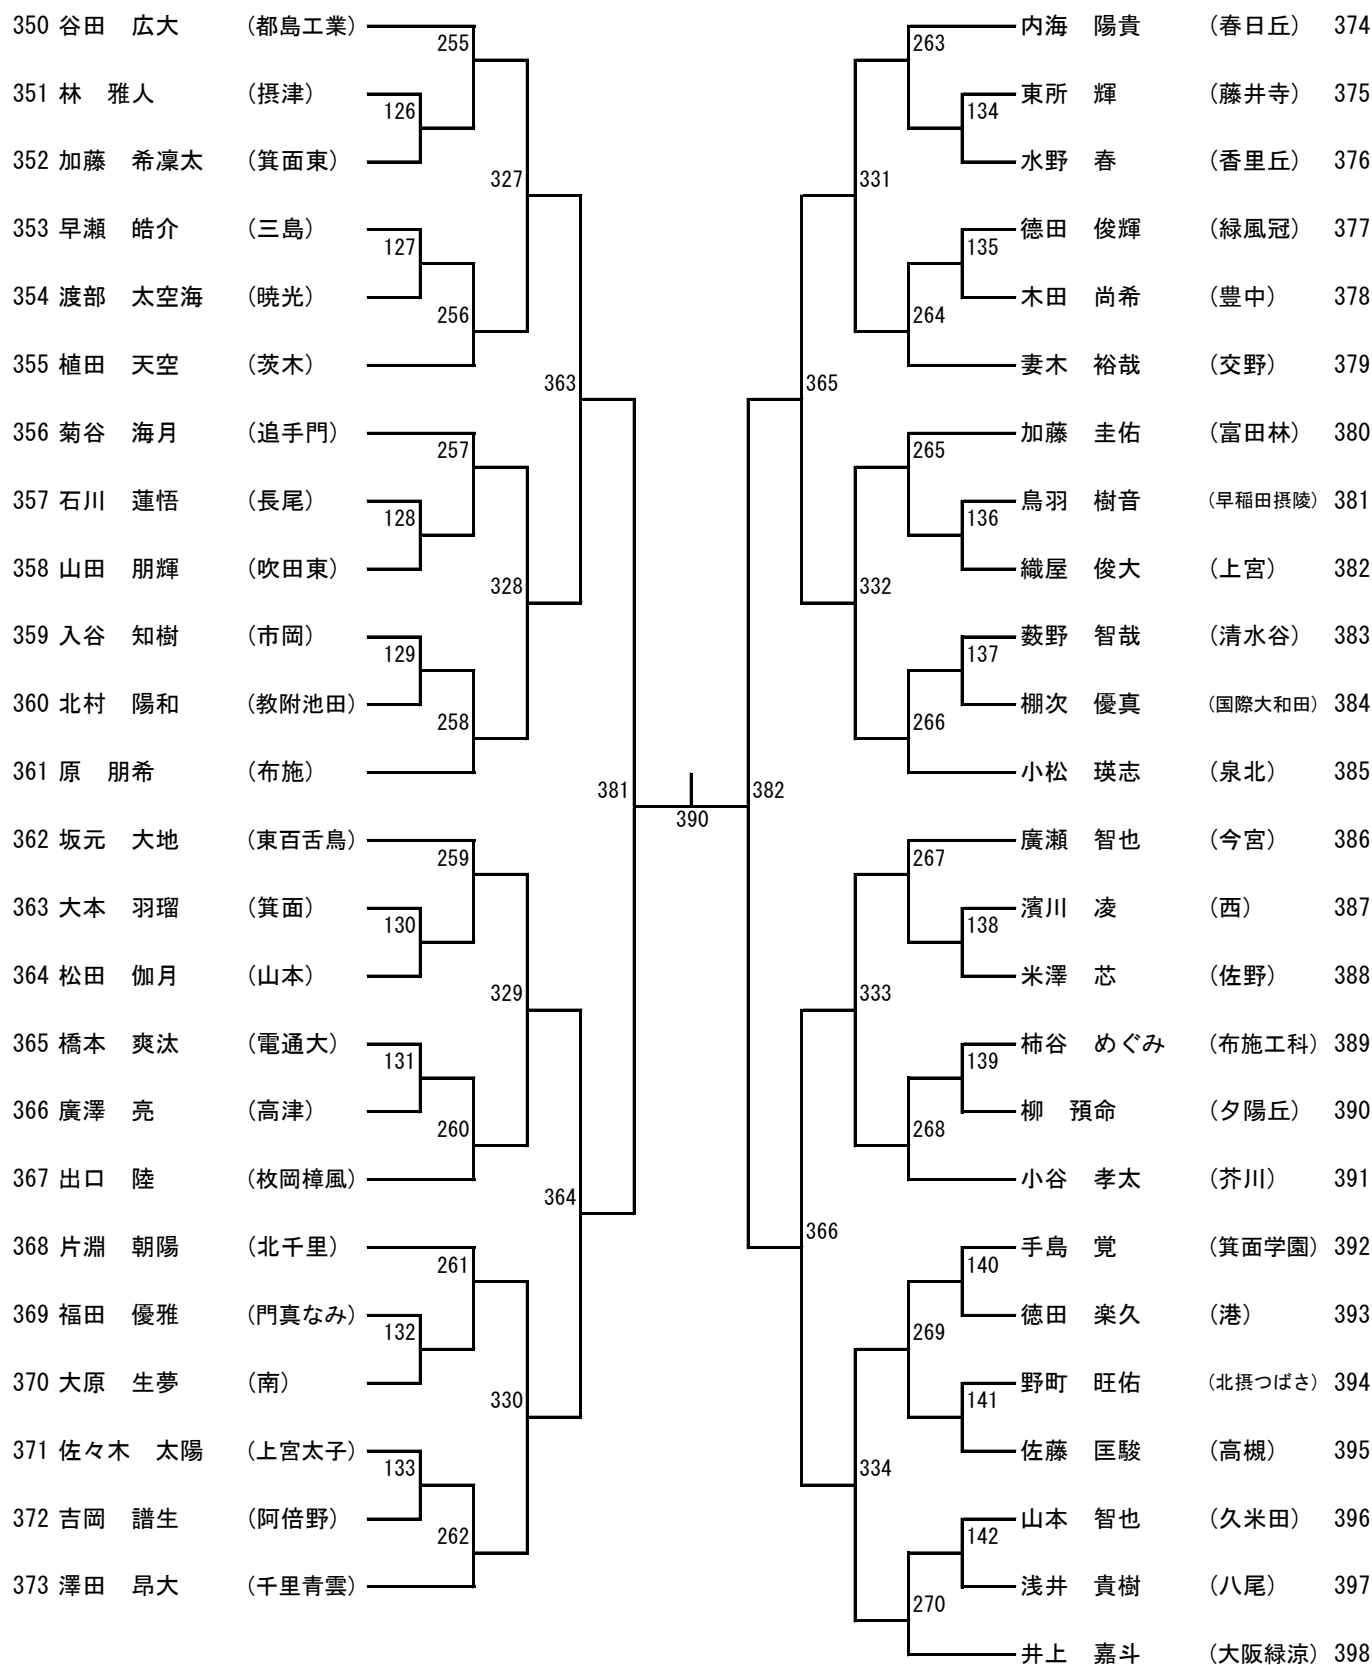 350 谷田　広大 （都島工業）
255
351 林　雅人 （摂津）
126
352 加藤　希凜太 （箕面東）
327
353 早瀬　皓介 （三島）
127
354 渡部　太空海 （暁光）
256
355 植田　天空 （茨木）
363
356 菊谷　海月 （追手門）
257
357 石川　蓮悟 （長尾）
128
358 山田　朋輝 （吹田東）
328
359 入谷　知樹 （市岡）
129
360 北村　陽和 （教附池田）
258
361 原　朋希 （布施）
381
362 坂元　大地 （東百舌鳥）
259
363 大本　羽瑠 （箕面）
130
364 松田　伽月 （山本）
329
365 橋本　爽汰 （電通大）
131
366 廣澤　亮 （高津）
260
367 出口　陸 （枚岡樟風）
364
368 片淵　朝陽 （北千里）
261
369 福田　優雅 （門真なみ）
132
370 大原　生夢 （南）
330
371 佐々木　太陽 （上宮太子）
133
372 吉岡　譜生 （阿倍野）
262
373 澤田　昂大 （千里青雲）
390
内海　陽貴 （春日丘） 374
263
東所　輝 （藤井寺） 375
134
水野　春 （香里丘） 376
331
德田　俊輝 （緑風冠） 377
135
木田　尚希 （豊中） 378
264
妻木　裕哉 （交野） 379
365
加藤　圭佑 （富田林） 380
265
鳥羽　樹音 （早稲田摂陵） 381
136
織屋　俊大 （上宮） 382
332
薮野　智哉 （清水谷） 383
137
棚次　優真 （国際大和田） 384
266
小松　瑛志 （泉北） 385
382
廣瀬　智也 （今宮） 386
267
濱川　凌 （西） 387
138
米澤　芯 （佐野） 388
333
柿谷　めぐみ （布施工科） 389
139
柳　預命 （夕陽丘） 390
268
小谷　孝太 （芥川） 391
366
手島　覚 （箕面学園） 392
140
徳田　楽久 （港） 393
269
野町　旺佑 （北摂つばさ） 394
141
佐藤　匡駿 （高槻） 395
334
山本　智也 （久米田） 396
142
浅井　貴樹 （八尾） 397
270
井上　嘉斗 （大阪緑涼） 398